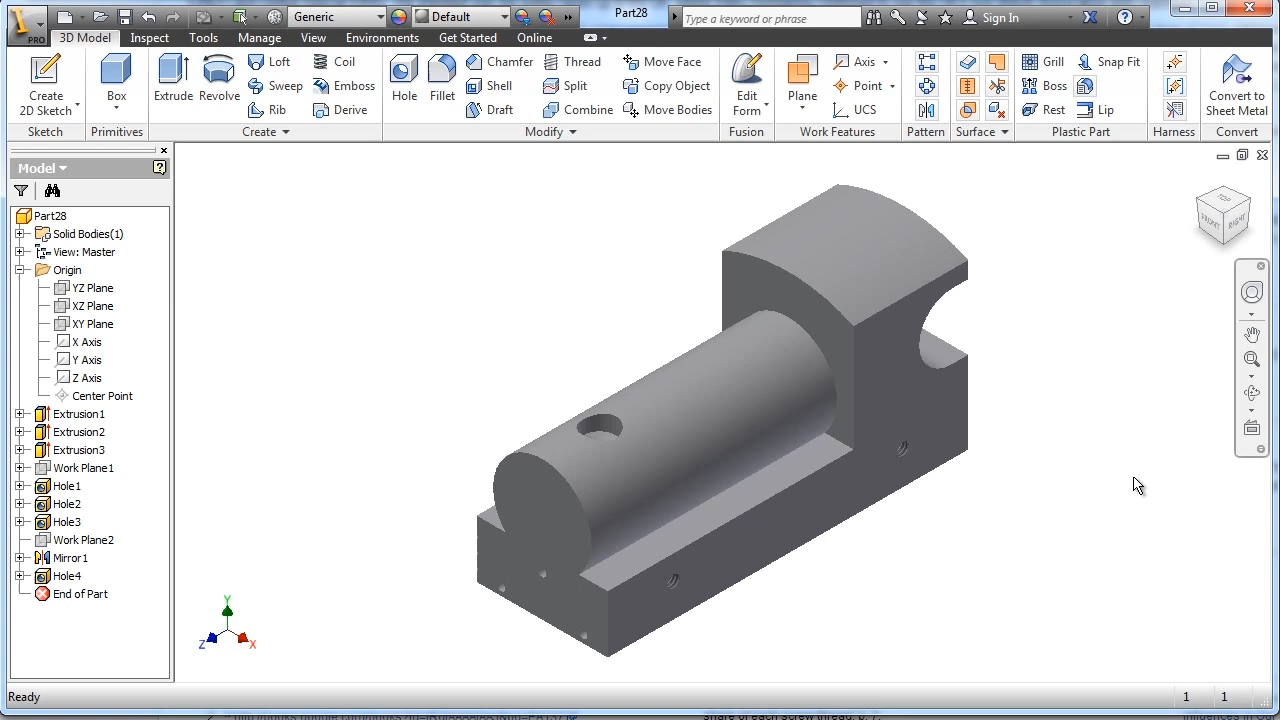 PRO
Generic
Default
Part28
Type a keyword or phrase
Sign In
3D Model Inspect Tools Manage View Environments Get Started Online
Create
2D Sketch
Sketch
Box
Primitives
Extrude Revolve
Loft
Sweep
Rib
Coil
Emboss
Derive
Create
Hole Fillet
Chamfer
Shell
Draft
Thread
Split
Combine
Move Face
Copy Object
Move Bodies
Modify
Edit
Form
Fusion
Plane
Axis
Point
UCS
Work Features
Pattern
Surface
Grill
Boss
Rest
Snap Fit
Lip
Plastic Part
Harness
Convert to
Sheet Metal
Convert
Model
Part28
Solid Bodies(1)
View: Master
Origin
YZ Plane
XZ Plane
XY Plane
X Axis
Y Axis
Z Axis
Center Point
Extrusion1
Extrusion2
Extrusion3
Work Plane1
Hole1
Hole2
Hole3
Work Plane2
Mirror1
Hole4
End of Part
TOP
FRONT RIGHT
Y
Z X
Ready 1 1